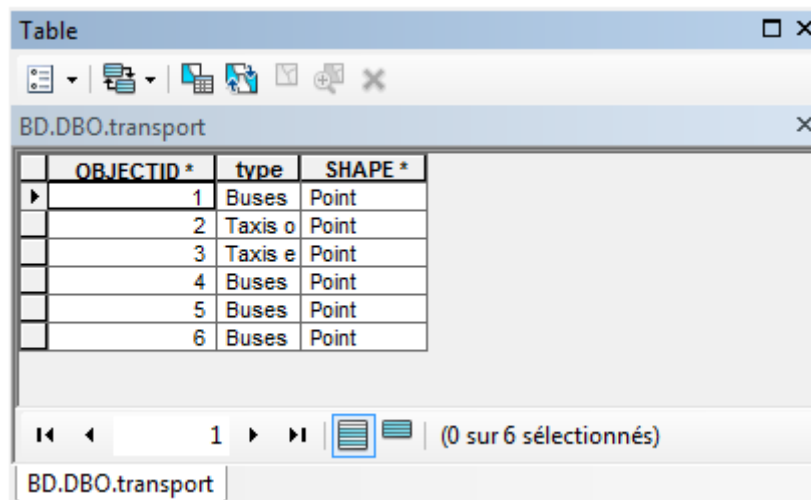 Table
BD.DBO.transport
OBJECTID * type SHAPE *
1 Buses Point
2 Taxis o Point
3 Taxis e Point
4 Buses Point
5 Buses Point
6 Buses Point
1 (0 sur 6 sélectionnés)
BD.DBO.transport